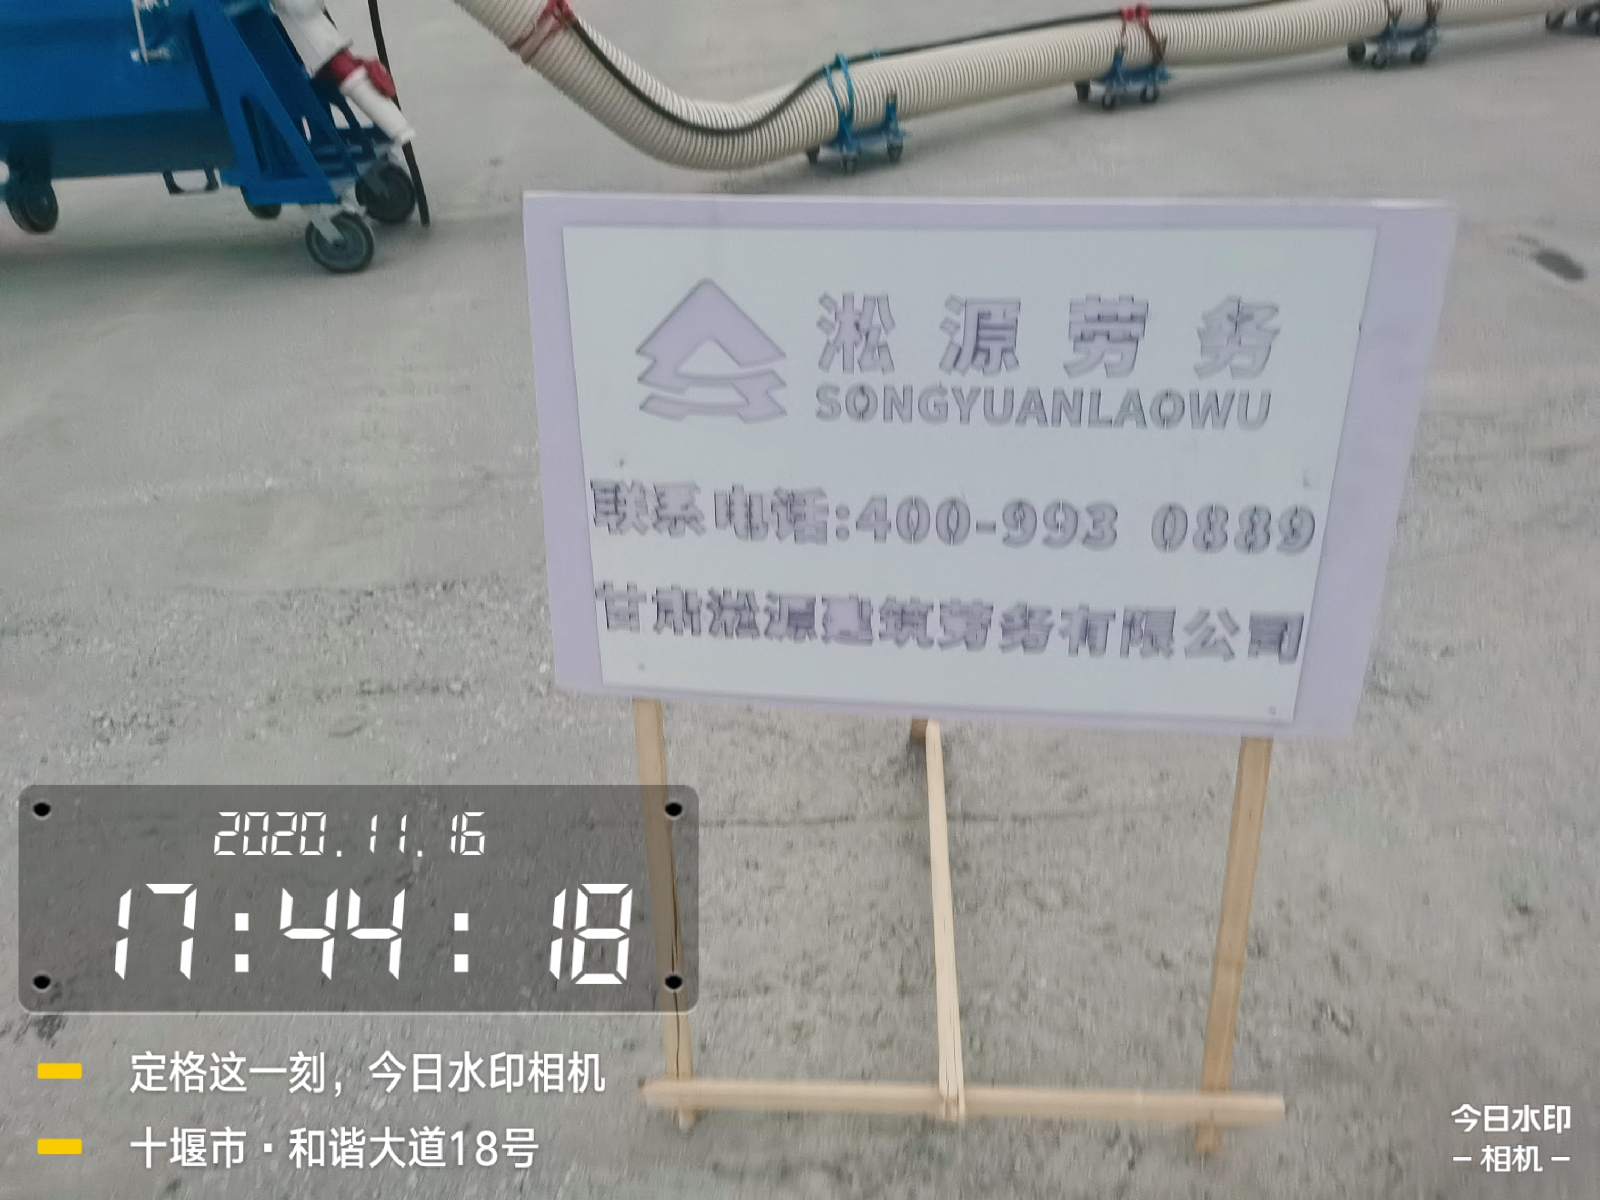 淞源劳务
SONGYUANLAOWU
联系电话:400-993 0889
甘肃淞源建筑劳务有限公司
2020.11.16
17:44:18
定格这一刻，今日水印相机
十堰市·和谐大道18号
今日水印
-相机-